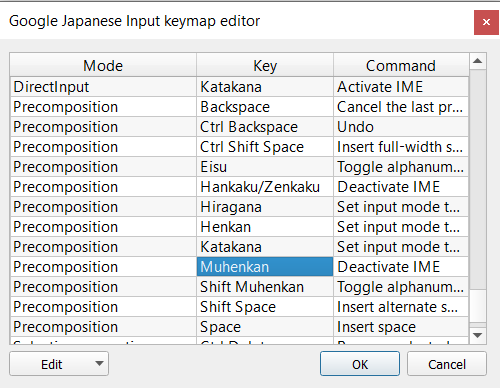 Google Japanese Input keymap editor
Mode Key Command
DirectInput Katakana Activate IME
Precomposition Backspace Cancel the last pr...
Precomposition Ctrl Backspace Undo
Precomposition Ctrl Shift Space Insert full-width s...
Precomposition Eisu Toggle alphanum...
Precomposition Hankaku/Zenkaku Deactivate IME
Precomposition Hiragana Set input mode t...
Precomposition Henkan Set input mode t...
Precomposition Katakana Set input mode t...
Precomposition Muhenkan Deactivate IME
Precomposition Shift Muhenkan Toggle alphanum...
Precomposition Shift Space Insert alternate s...
Precomposition Space Insert space
Edit OK Cancel